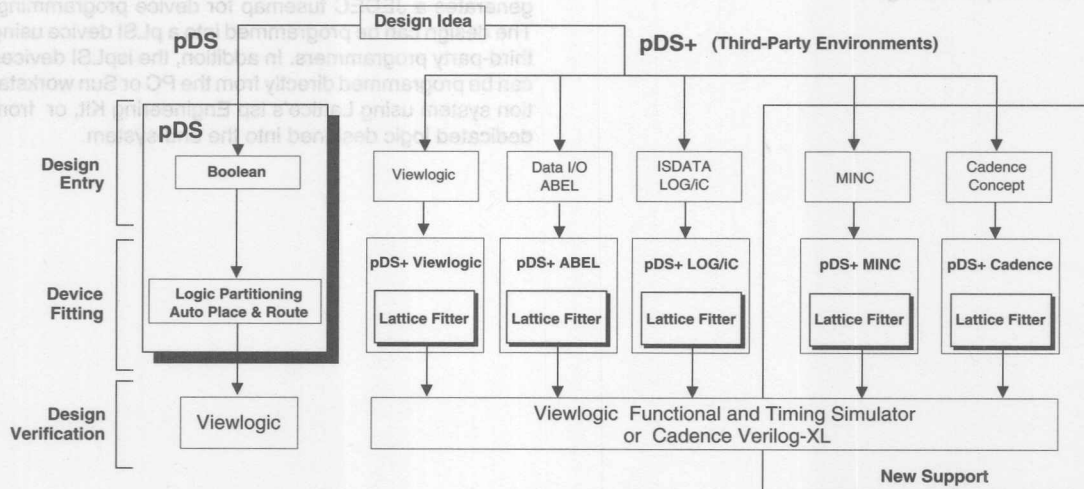 Design Idea
pDS
pDS+ (Third-Party Environments)
pDS
Design
Entry
Boolean
Viewlogic
Data I/O
ABEL
ISDATA
LOG/iC
MINC
Cadence
Concept
Device
Fitting
Logic Partitioning
Auto Place & Route
pDS+ Viewlogic
pDS+ ABEL
pDS+ LOG/iC
pDS+ MINC
pDS+ Cadence
Lattice Fitter
Lattice Fitter
Lattice Fitter
Lattice Fitter
Lattice Fitter
Design
Verification
Viewlogic
Viewlogic Functional and Timing Simulator
or Cadence Verilog-XL
New Support